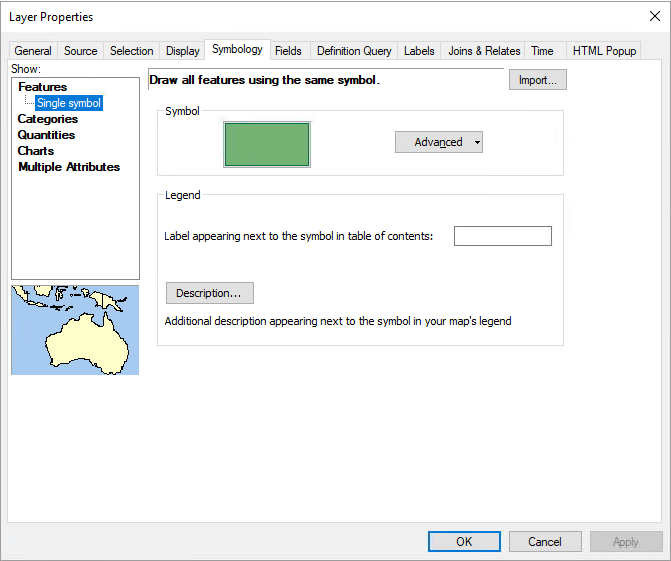 Layer Properties
General Source Selection Display Symbology Fields Definition Query Labels Joins & Relates Time HTML Popup
Show:
Features
Single symbol
Categories
Quantities
Charts
Multiple Attributes
Draw all features using the same symbol.
Import...
Symbol
Advanced
Legend
Label appearing next to the symbol in table of contents:
Description...
Additional description appearing next to the symbol in your map's legend
OK Cancel Apply